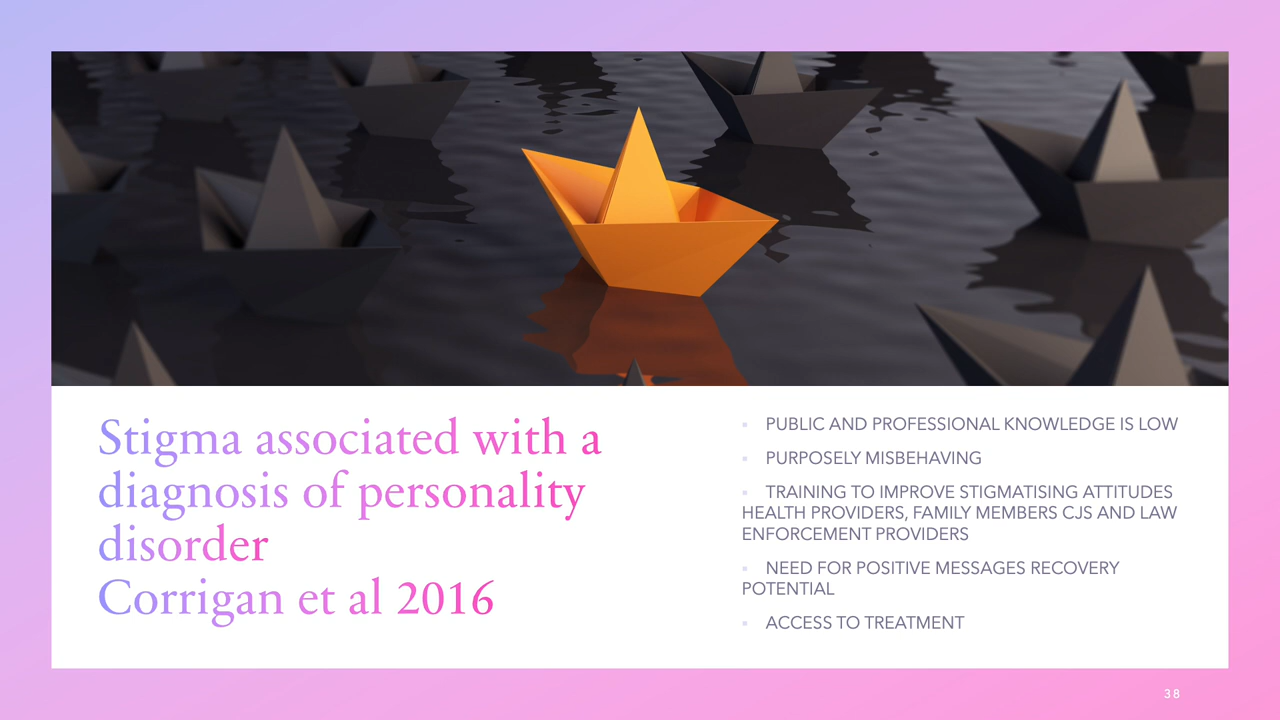 Stigma associated with a
diagnosis of personality
disorder
Corrigan et al 2016
▪ PUBLIC AND PROFESSIONAL KNOWLEDGE IS LOW
▪ PURPOSELY MISBEHAVING
▪ TRAINING TO IMPROVE STIGMATISING ATTITUDES
HEALTH PROVIDERS, FAMILY MEMBERS CJS AND LAW
ENFORCEMENT PROVIDERS
▪ NEED FOR POSITIVE MESSAGES RECOVERY
POTENTIAL
▪ ACCESS TO TREATMENT
38